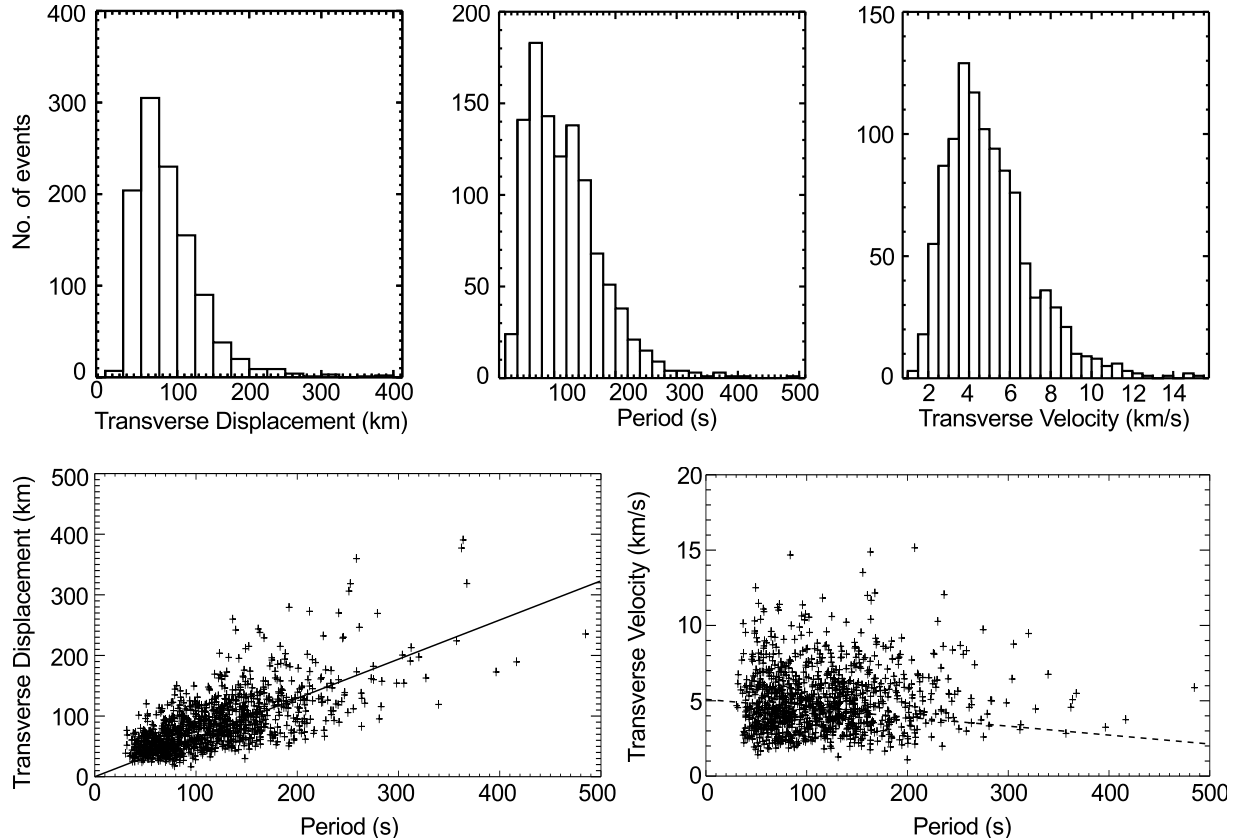 400
300
200
100
0
No. of events
0 100 200 300 400
Transverse Displacement (km)
200
150
100
50
0
100 200 300 400 500
Period (s)
150
100
50
0
2 4 6 8 10 12 14
Transverse Velocity (km/s)
500
400
300
200
100
0
Transverse Displacement (km)
0 100 200 300 400 500
Period (s)
20
15
10
5
0
Transverse Velocity (km/s)
0 100 200 300 400 500
Period (s)